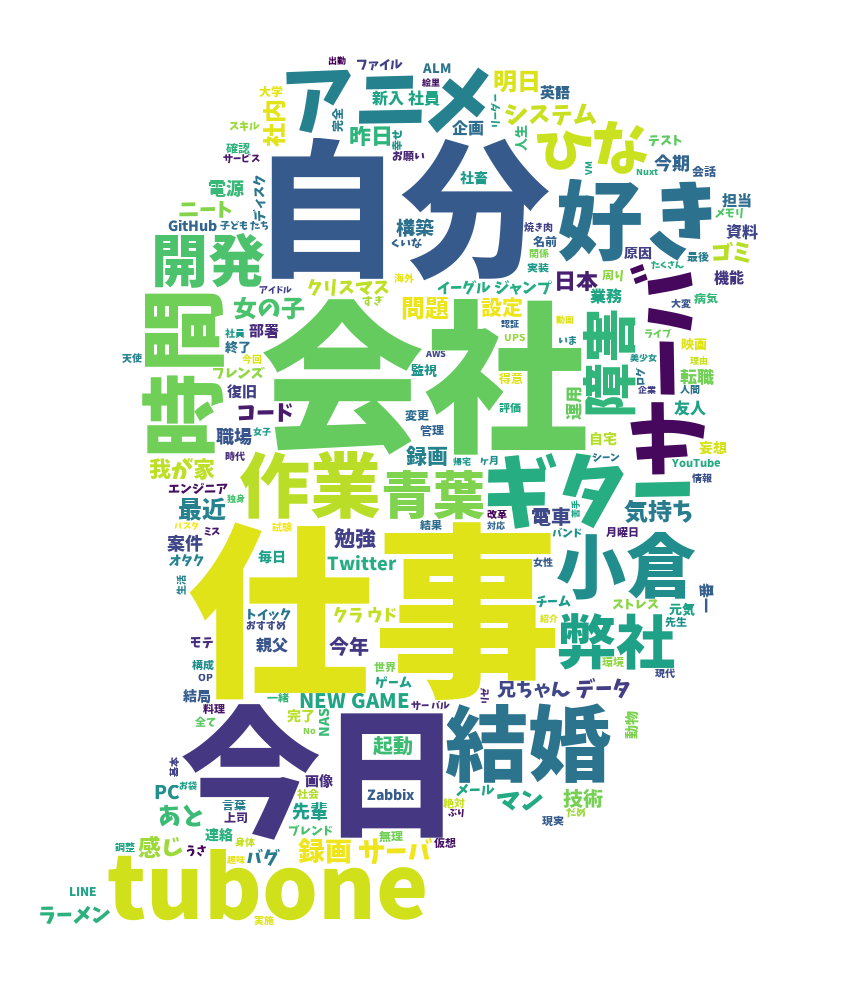 出勤
ファイル
ALM
絵里
アニメ
明日
英語
大学
新入 社員
リーダー
社内
完全
システム
スキル
昨日
幸せ
企画
人生
ひな
テスト
確認
お願い
サービス
自分
社畜
VM
Nuxt
今期
会話
電源
ディスク
好き
担当
メモリ
ニート
GitHub
子どもたち
構築
くいな
焼き肉
名前
資料
開発
関係
原因
最後
ゴミ
実装
たくさん
アイドル
クリスマス
海外
イーグル ジャンプ
日本
周り
機能
すぎ
業務
大変
病気
時間
女の子
問題
設定
サーバー
社員
部署
会社
認証
動画
障害
ライブ
終了
UPS
いま
映画
天使
今回
AWS
美少女
理由
フレンズ
監視
得意
ログ
転職
復旧
運用
企業
人間
コード
変更
評価
友人
職場
女子
管理
自宅
妄想
我が家
時代
録画
帰宅
ヶ月
シーン
YouTube
エンジニア
作業
青葉
ギター
情報
独身
最近
改革
電車
苦手
気持ち
パスタ
ミス
試験
勉強
結果
対応
バンド
月曜日
案件
オタク
毎日
Twitter
仕事
女性
小倉
生活
一番
トイック
クラウド
チーム
ストレス
元気
おすすめ
紹介
先生
モテ
親父
今年
弊社
構成
世界
環境
OP
ゲーム
現代
結局
一緒
NEW GAME
サーバル
兄ちゃん
データ
料理
全て
完了
NAS
今日
結婚
No
動物
起動
PC
お袋
画像
Zabbix
メール
マン
技術
言葉
社会
絶対
あと
上司
先輩
ぶり
だめ
現実
連絡
ブレンド
無理
調整
感じ
うさ
身体
バグ
録画 サーバ
仮想
趣味
LINE
tubone
ラーメン
実施